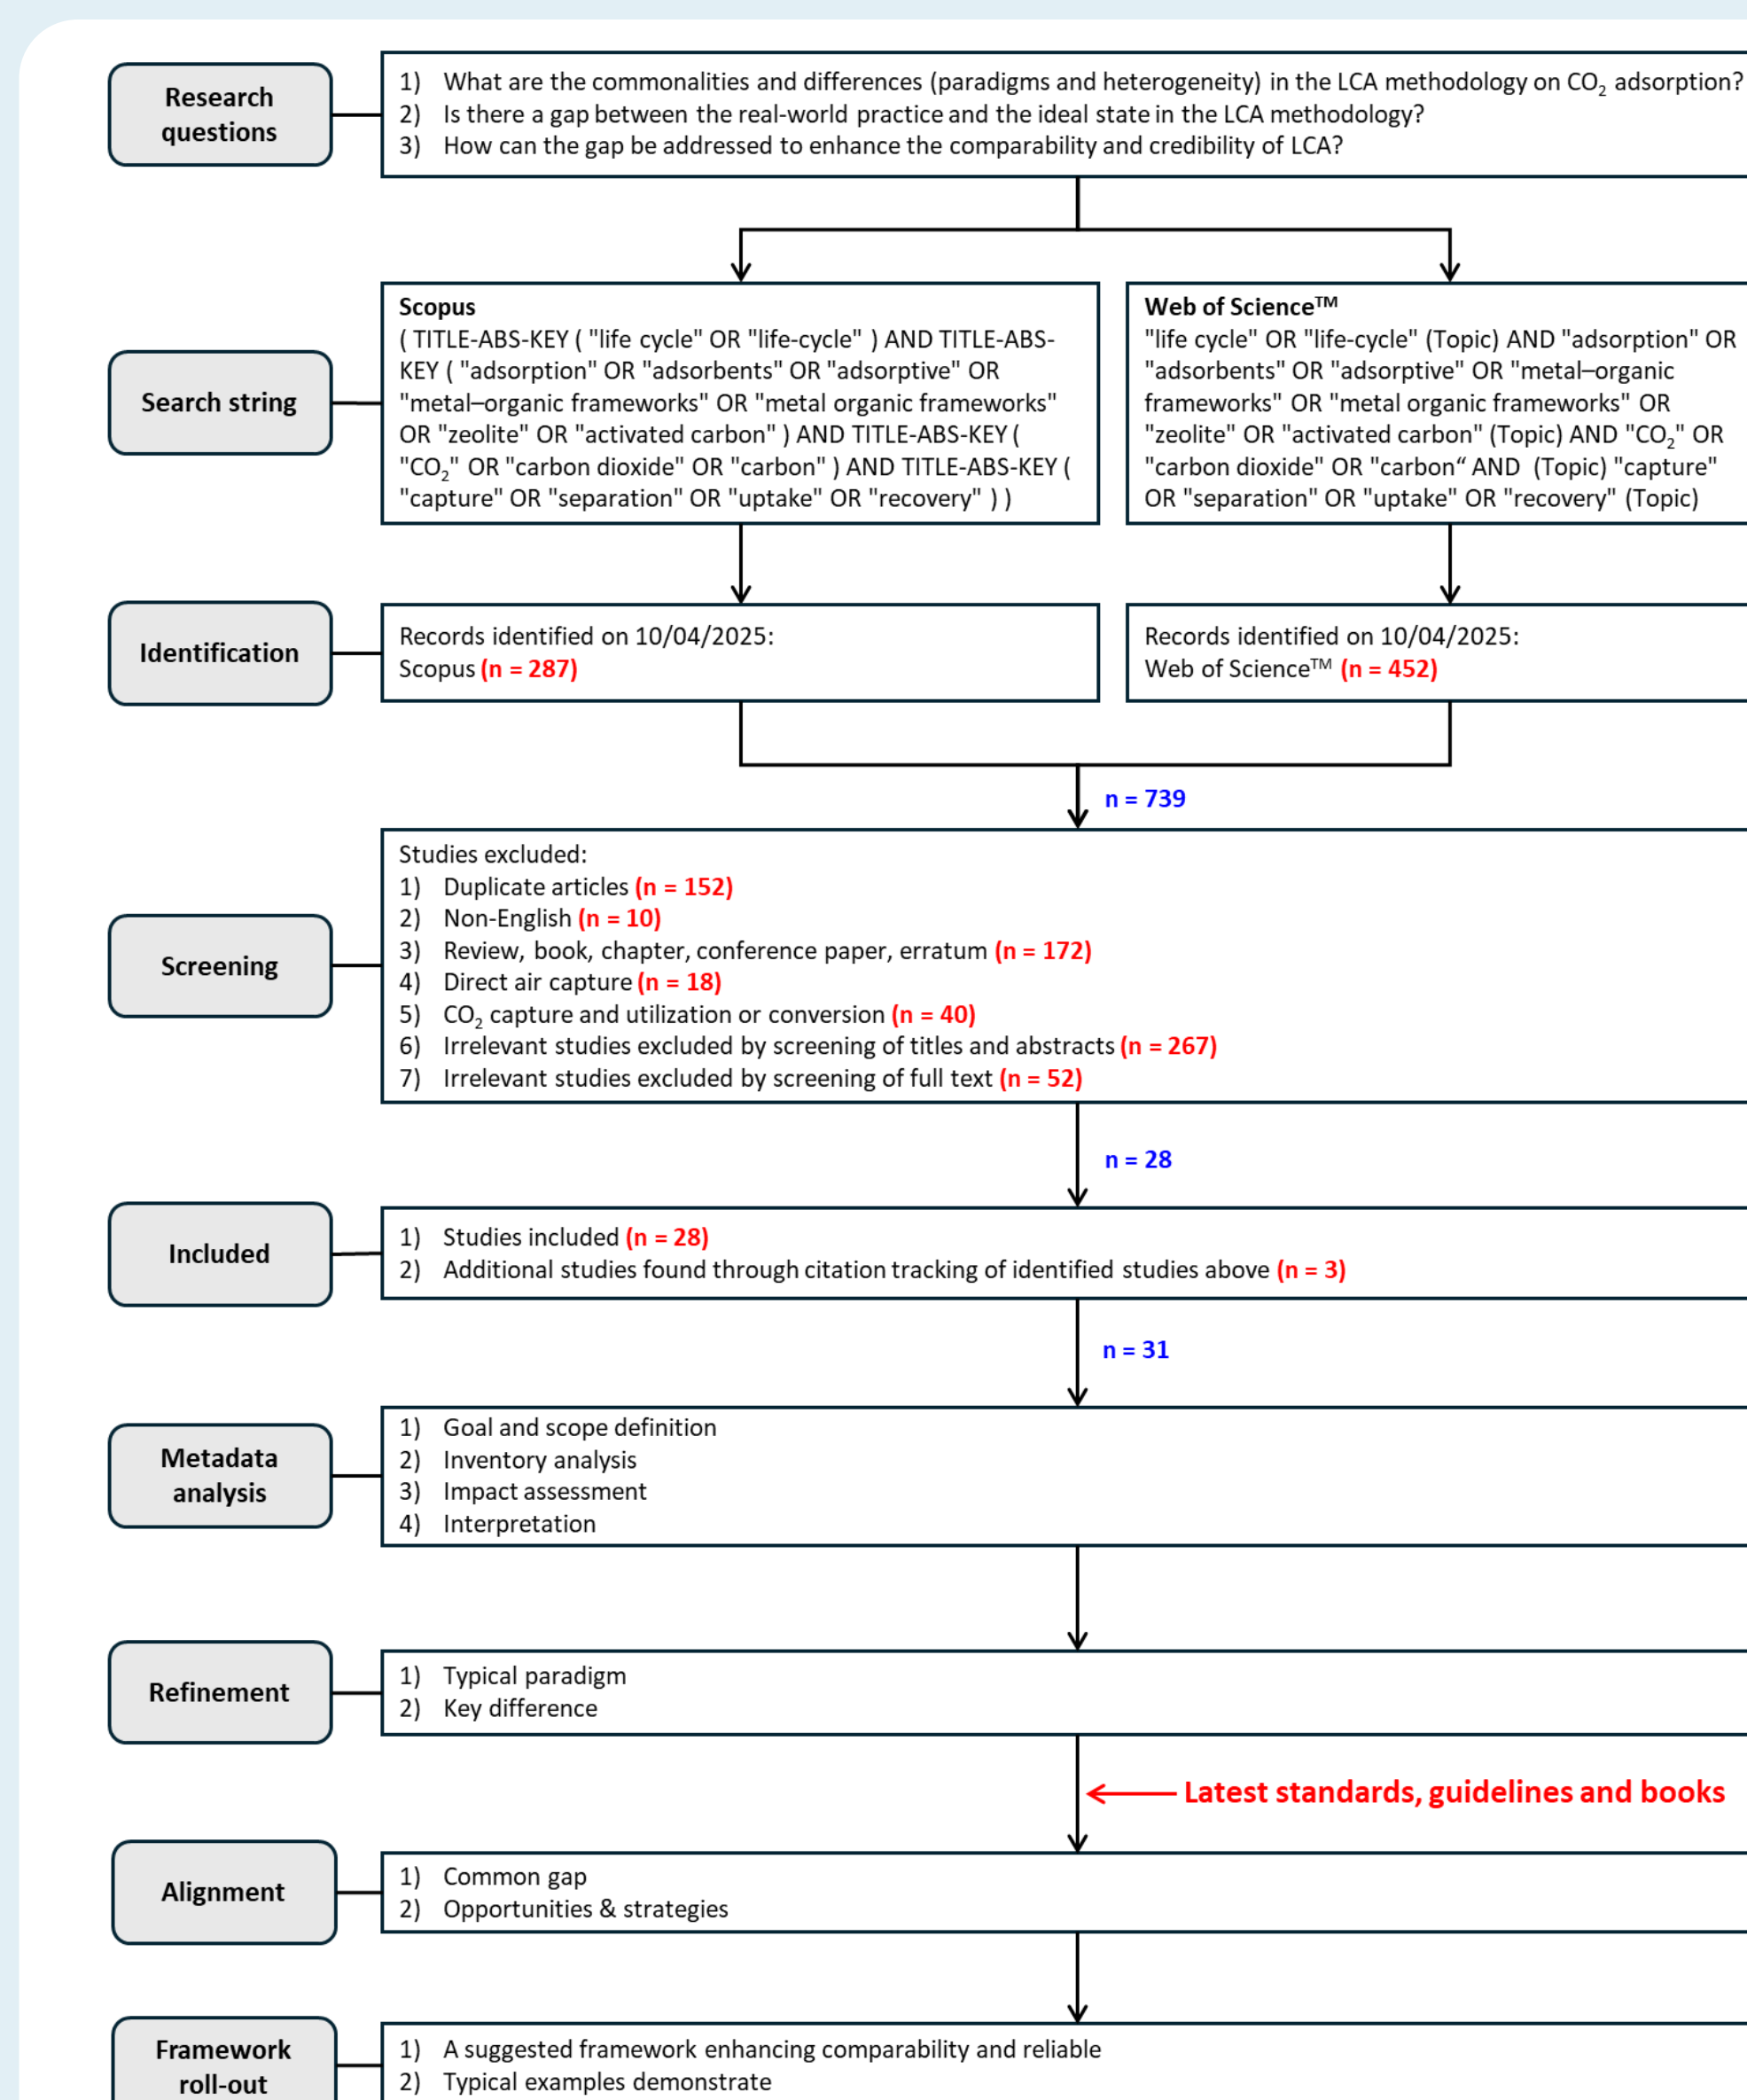 Research
questions
1) What are the commonalities and differences (paradigms and heterogeneity) in the LCA methodology on CO₂ adsorption?
2) Is there a gap between the real-world practice and the ideal state in the LCA methodology?
3) How can the gap be addressed to enhance the comparability and credibility of LCA?
Search string
Scopus
( TITLE-ABS-KEY ( "life cycle" OR "life-cycle" ) AND TITLE-ABS-
KEY ( "adsorption" OR "adsorbents" OR "adsorptive" OR
"metal–organic frameworks" OR "metal organic frameworks"
OR "zeolite" OR "activated carbon" ) AND TITLE-ABS-KEY (
"CO₂" OR "carbon dioxide" OR "carbon" ) AND TITLE-ABS-KEY (
"capture" OR "separation" OR "uptake" OR "recovery" ) )
Web of Science™
"life cycle" OR "life-cycle" (Topic) AND "adsorption" OR
"adsorbents" OR "adsorptive" OR "metal–organic
frameworks" OR "metal organic frameworks" OR
"zeolite" OR "activated carbon" (Topic) AND "CO₂" OR
"carbon dioxide" OR "carbon“ AND (Topic) "capture"
OR "separation" OR "uptake" OR "recovery" (Topic)
Identification
Records identified on 10/04/2025:
Scopus (n = 287)
Records identified on 10/04/2025:
Web of Science™ (n = 452)
n = 739
Screening
Studies excluded:
1) Duplicate articles (n = 152)
2) Non-English (n = 10)
3) Review, book, chapter, conference paper, erratum (n = 172)
4) Direct air capture (n = 18)
5) CO₂ capture and utilization or conversion (n = 40)
6) Irrelevant studies excluded by screening of titles and abstracts (n = 267)
7) Irrelevant studies excluded by screening of full text (n = 52)
n = 28
Included
1) Studies included (n = 28)
2) Additional studies found through citation tracking of identified studies above (n = 3)
n = 31
Metadata
analysis
1) Goal and scope definition
2) Inventory analysis
3) Impact assessment
4) Interpretation
Refinement
1) Typical paradigm
2) Key difference
Latest standards, guidelines and books
Alignment
1) Common gap
2) Opportunities & strategies
Framework
roll-out
1) A suggested framework enhancing comparability and reliable
2) Typical examples demonstrate